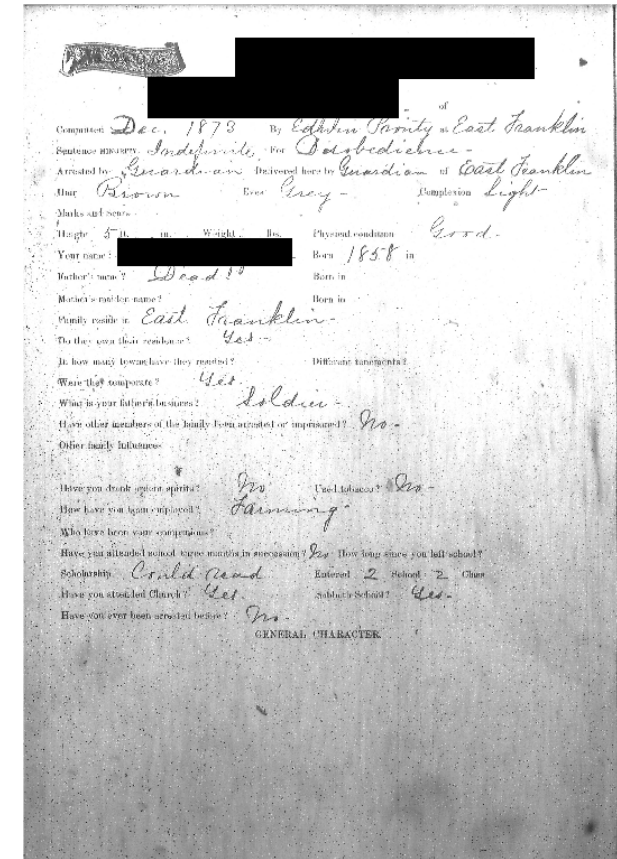 of
Committed Dec. 1873 By Edwin Prouty of East Franklin
Sentence MINORITY. Indefinite For Disobedience -
Arrested by Guardian Delivered here by Guardian of East Franklin
Hair Brown Eyes Grey - Complexion Light -
Marks and Scars
Height 5 ft. in. Weight lbs. Physical condition Good -
Your name? Born 1858 in
Father's name? Dead Born in
Mother's maiden name? Born in
Family reside in East Franklin -
Do they own their residence? Yes -
In how many towns have they resided? Different tenements?
Were they temperate? Yes
What is your father's business? Soldier -
Have other members of the family been arrested or imprisoned? No -
Other family Influences
Have you drank ardent spirits? No Used tobacco? No -
How have you been employed? Farming -
Who have been your companions?
Have you attended school three months in succession? No How long since you left school?
Scholarship Could read Entered 2 School 2 Class
Have you attended Church? Yes Sabbath School? Yes -
Have you ever been arrested before? No -
GENERAL CHARACTER.